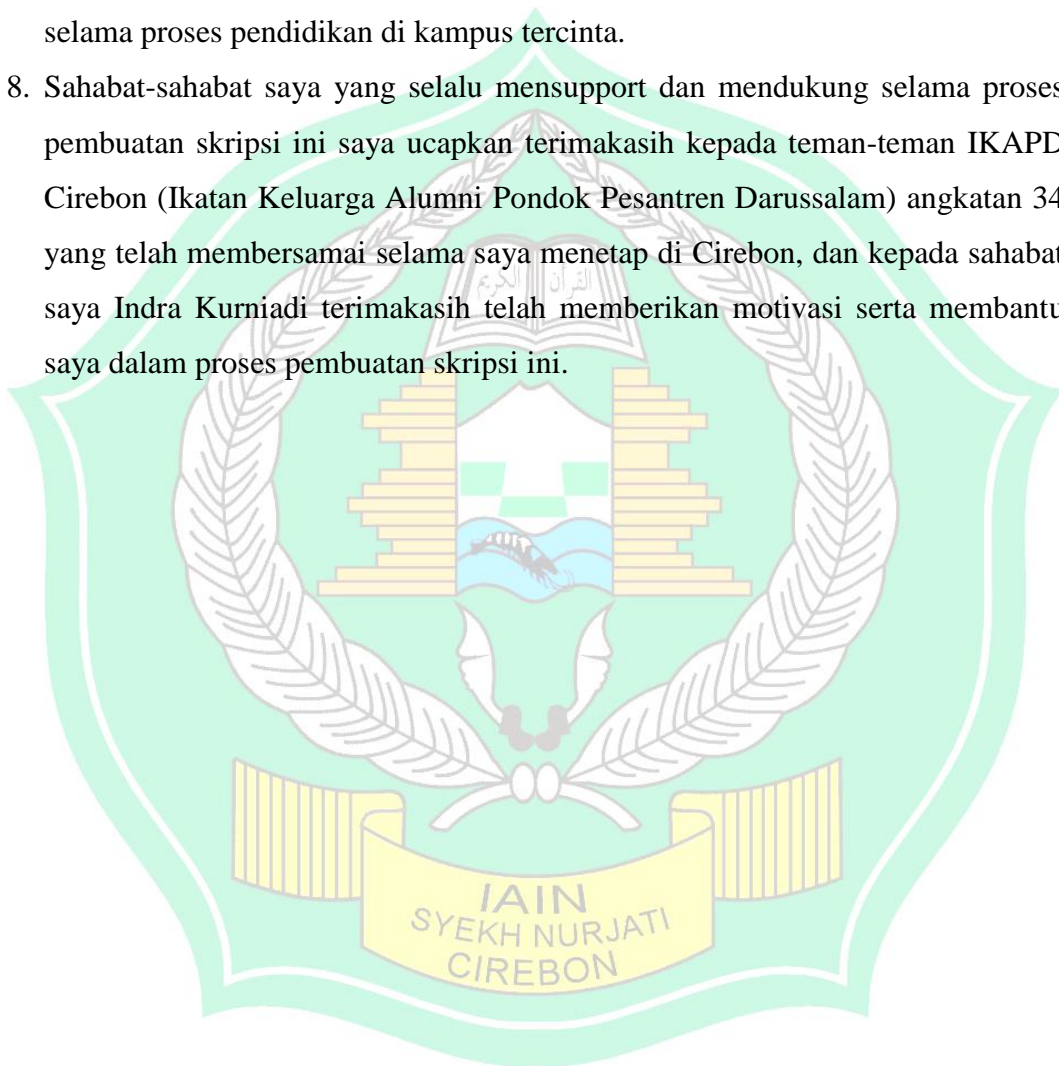 selama proses pendidikan di kampus tercinta.
8. Sahabat-sahabat saya yang selalu mensupport dan mendukung selama proses
pembuatan skripsi ini saya ucapkan terimakasih kepada teman-teman IKAPD
Cirebon (Ikatan Keluarga Alumni Pondok Pesantren Darussalam) angkatan 34
yang telah membersamai selama saya menetap di Cirebon, dan kepada sahabat
saya Indra Kurniadi terimakasih telah memberikan motivasi serta membantu
saya dalam proses pembuatan skripsi ini.
القرآن الكريم
IAIN
SYEKH NURJATI
CIREBON